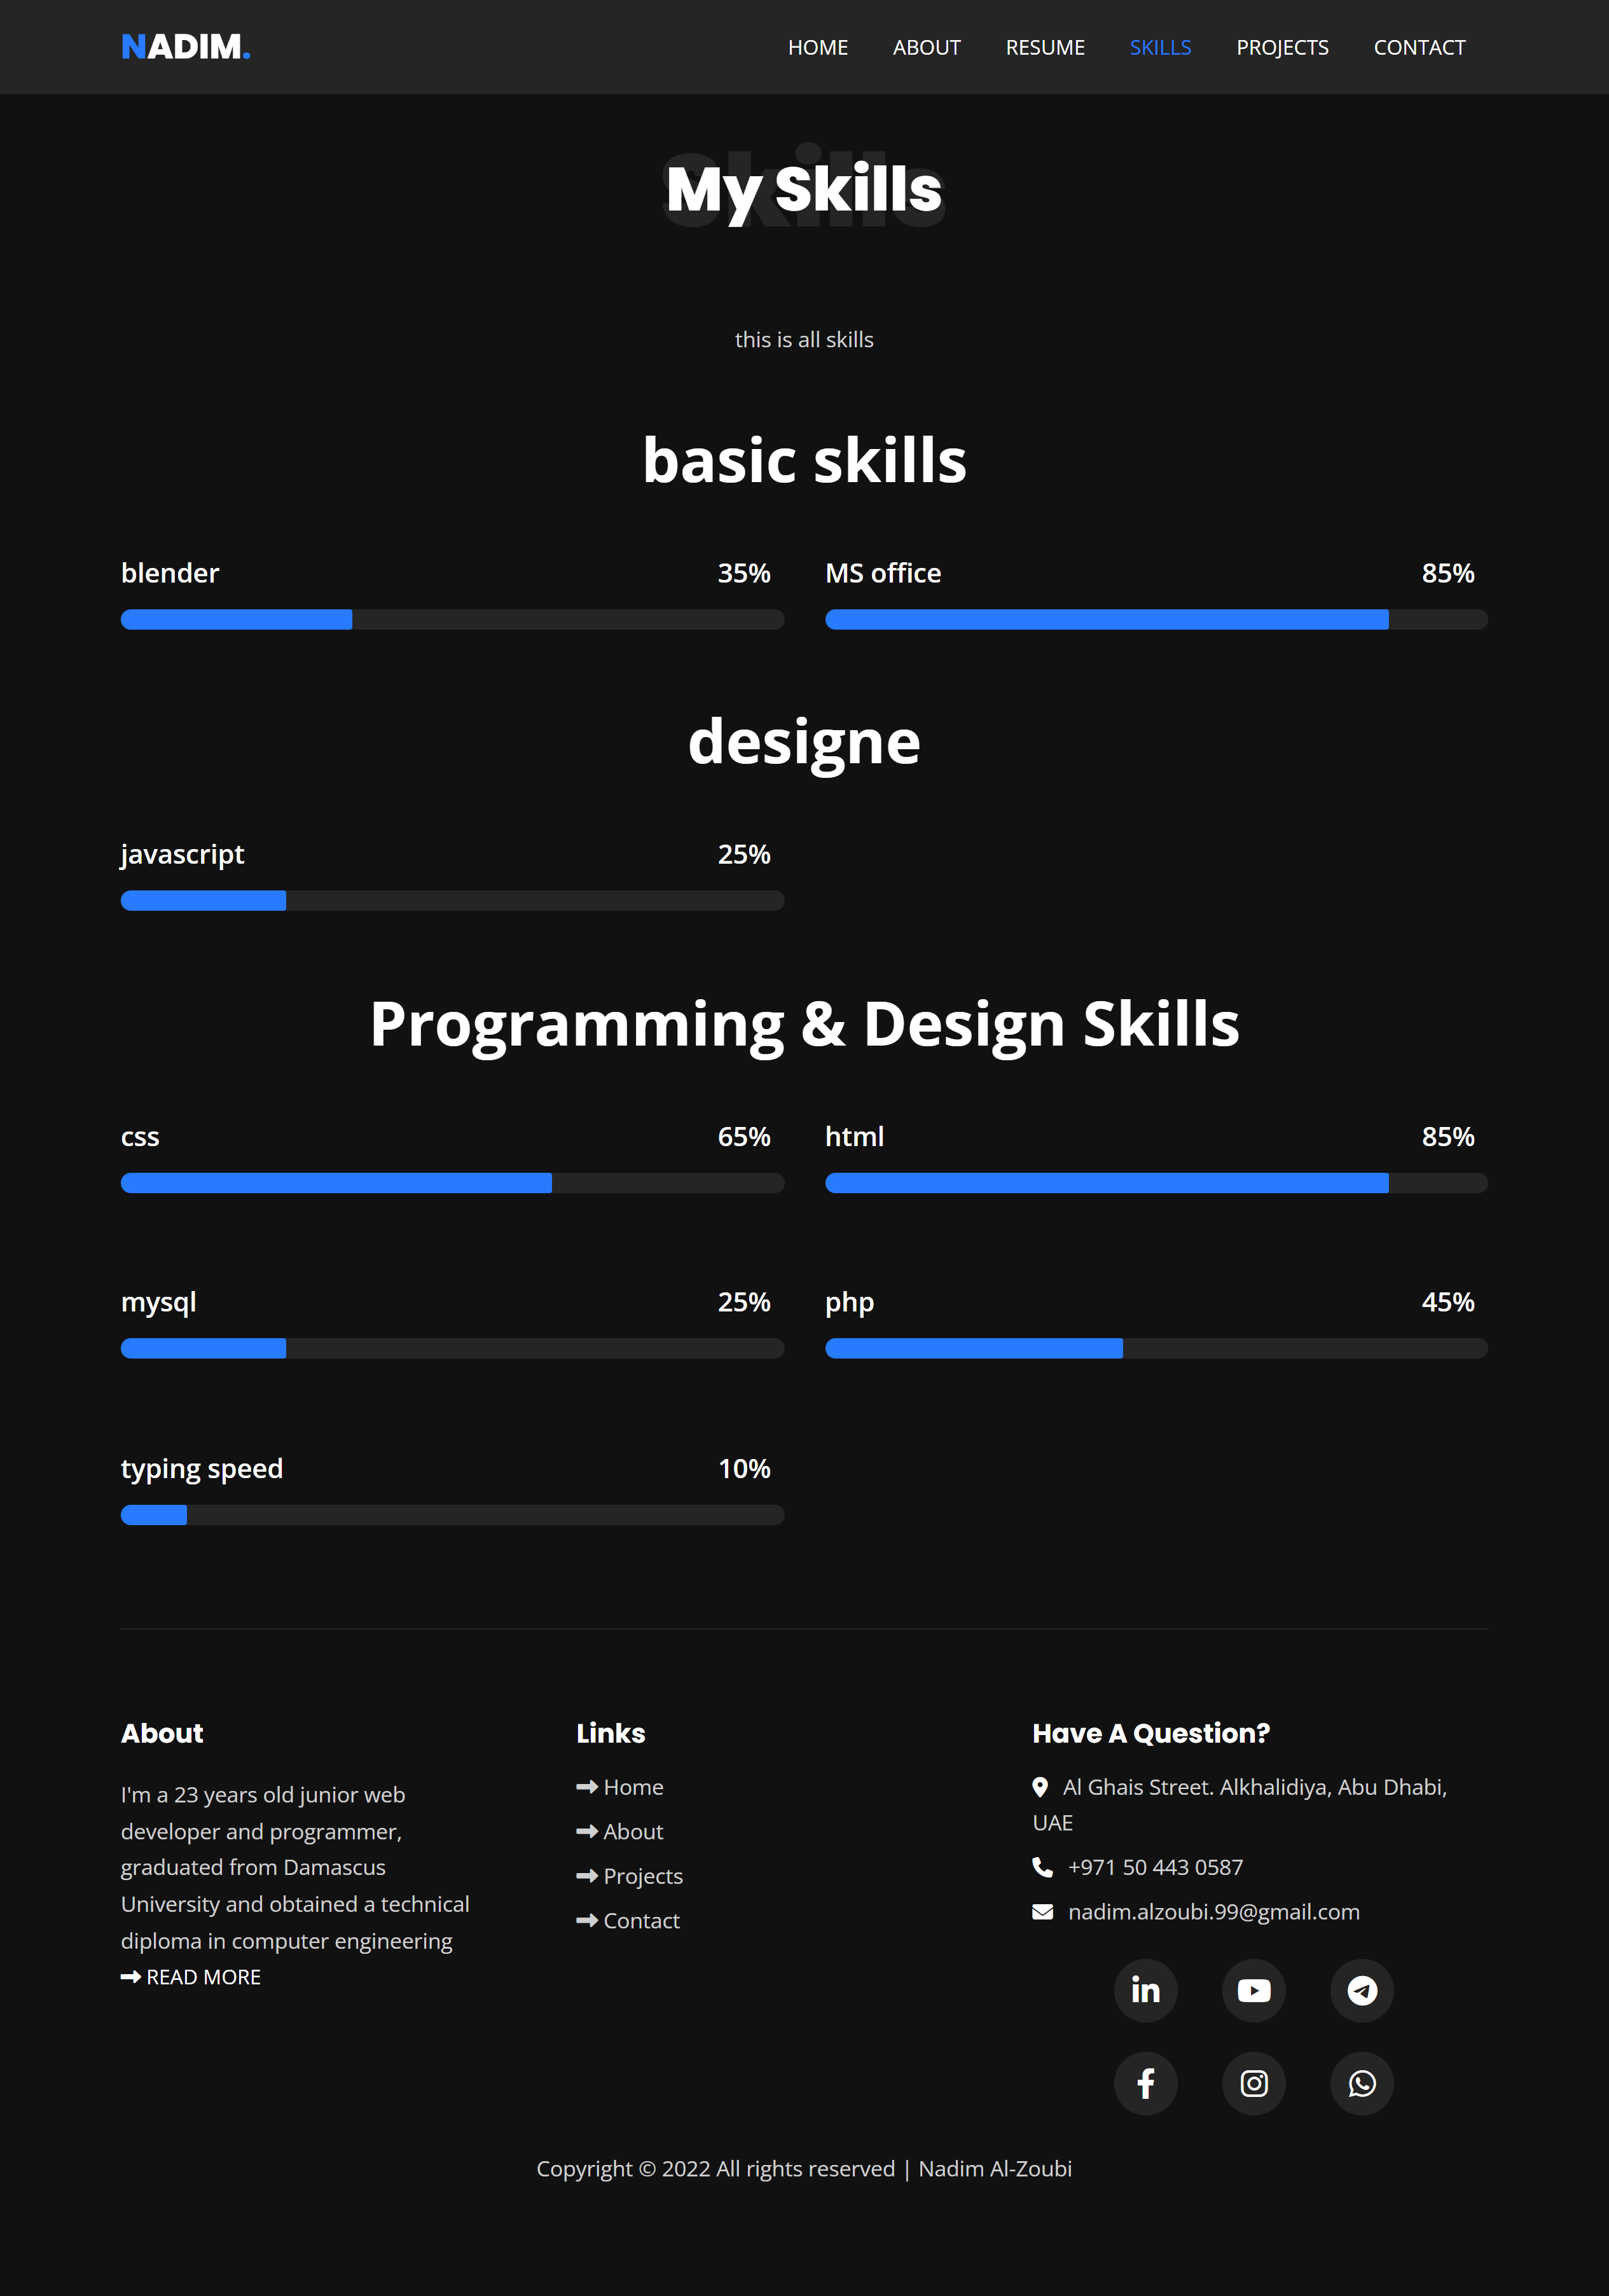 NADIM.
HOME ABOUT RESUME SKILLS PROJECTS CONTACT
Skills
My Skills
this is all skills
basic skills
blender 35%
MS office 85%
designe
javascript 25%
Programming & Design Skills
css 65%
html 85%
mysql 25%
php 45%
typing speed 10%
About
I'm a 23 years old junior web
developer and programmer,
graduated from Damascus
University and obtained a technical
diploma in computer engineering
READ MORE
Links
Home
About
Projects
Contact
Have A Question?
Al Ghais Street. Alkhalidiya, Abu Dhabi,
UAE
+971 50 443 0587
nadim.alzoubi.99@gmail.com
Copyright © 2022 All rights reserved | Nadim Al-Zoubi